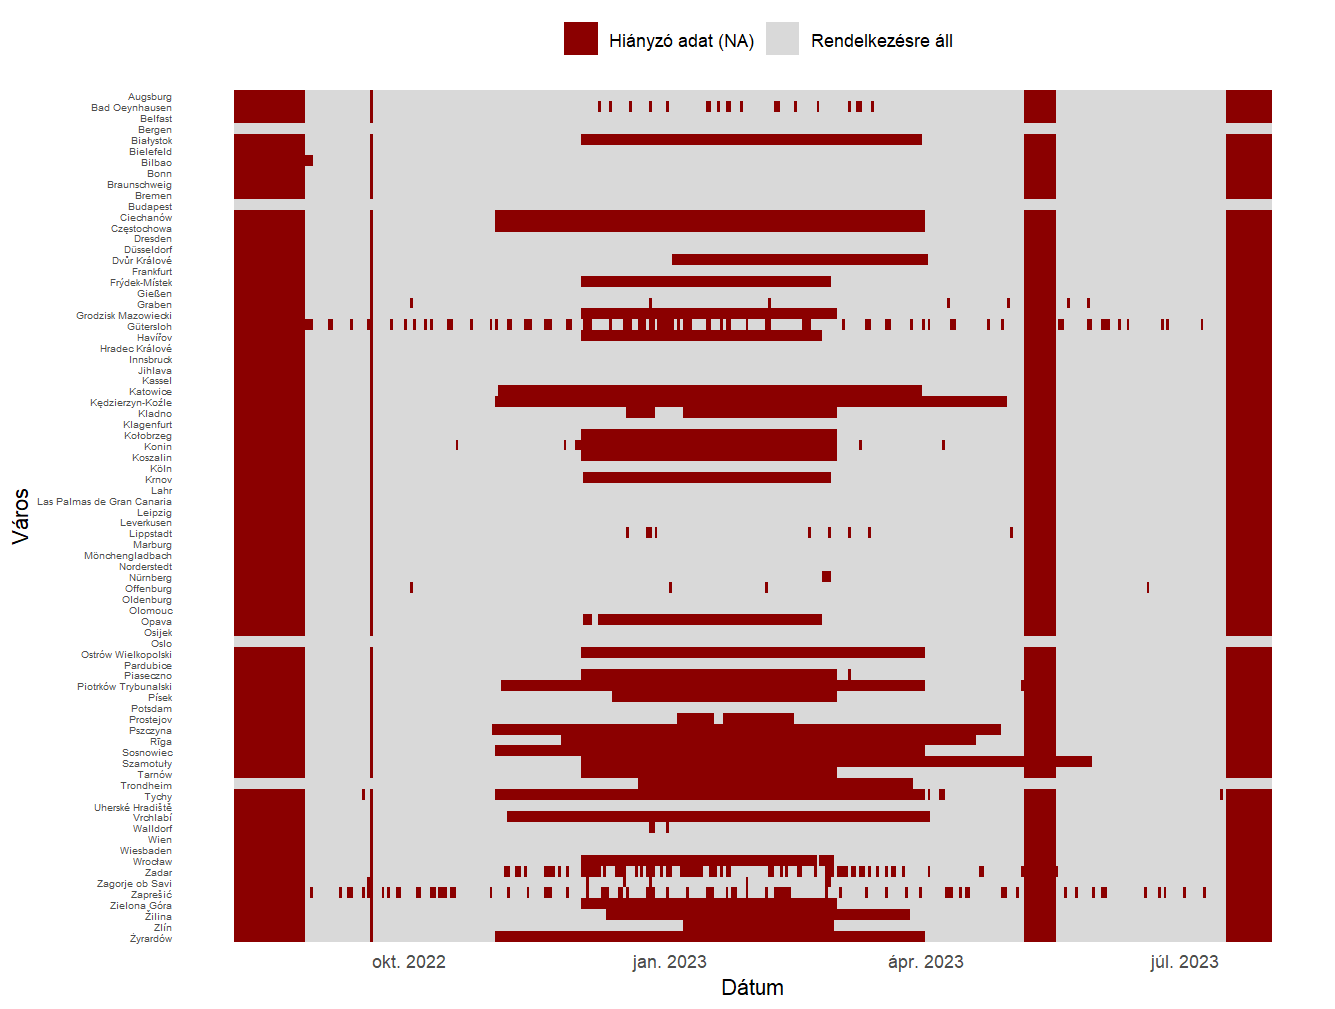 Hiányzó adat (NA) Rendelkezésre áll
Augsburg
Bad Oeynhausen
Belfast
Bergen
Białystok
Bielefeld
Bilbao
Bonn
Braunschweig
Bremen
Budapest
Ciechanów
Częstochowa
Dresden
Düsseldorf
Dvůr Králové
Frankfurt
Frýdek-Místek
Gießen
Graben
Grodzisk Mazowiecki
Gütersloh
Havířov
Hradec Králové
Innsbruck
Jihlava
Kassel
Katowice
Kędzierzyn-Koźle
Kladno
Klagenfurt
Kołobrzeg
Konin
Koszalin
Köln
Krnov
Lahr
Las Palmas de Gran Canaria
Leipzig
Leverkusen
Lippstadt
Marburg
Mönchengladbach
Norderstedt
Nürnberg
Offenburg
Oldenburg
Olomouc
Opava
Osijek
Oslo
Ostrów Wielkopolski
Pardubice
Piaseczno
Piotrków Trybunalski
Písek
Potsdam
Prostejov
Pszczyna
Rīga
Sosnowiec
Szamotuły
Tarnów
Trondheim
Tychy
Uherské Hradiště
Vrchlabí
Walldorf
Wien
Wiesbaden
Wrocław
Zadar
Zagorje ob Savi
Zaprešić
Zielona Góra
Žilina
Zlín
Żyrardów
Város
okt. 2022 jan. 2023 ápr. 2023 júl. 2023
Dátum